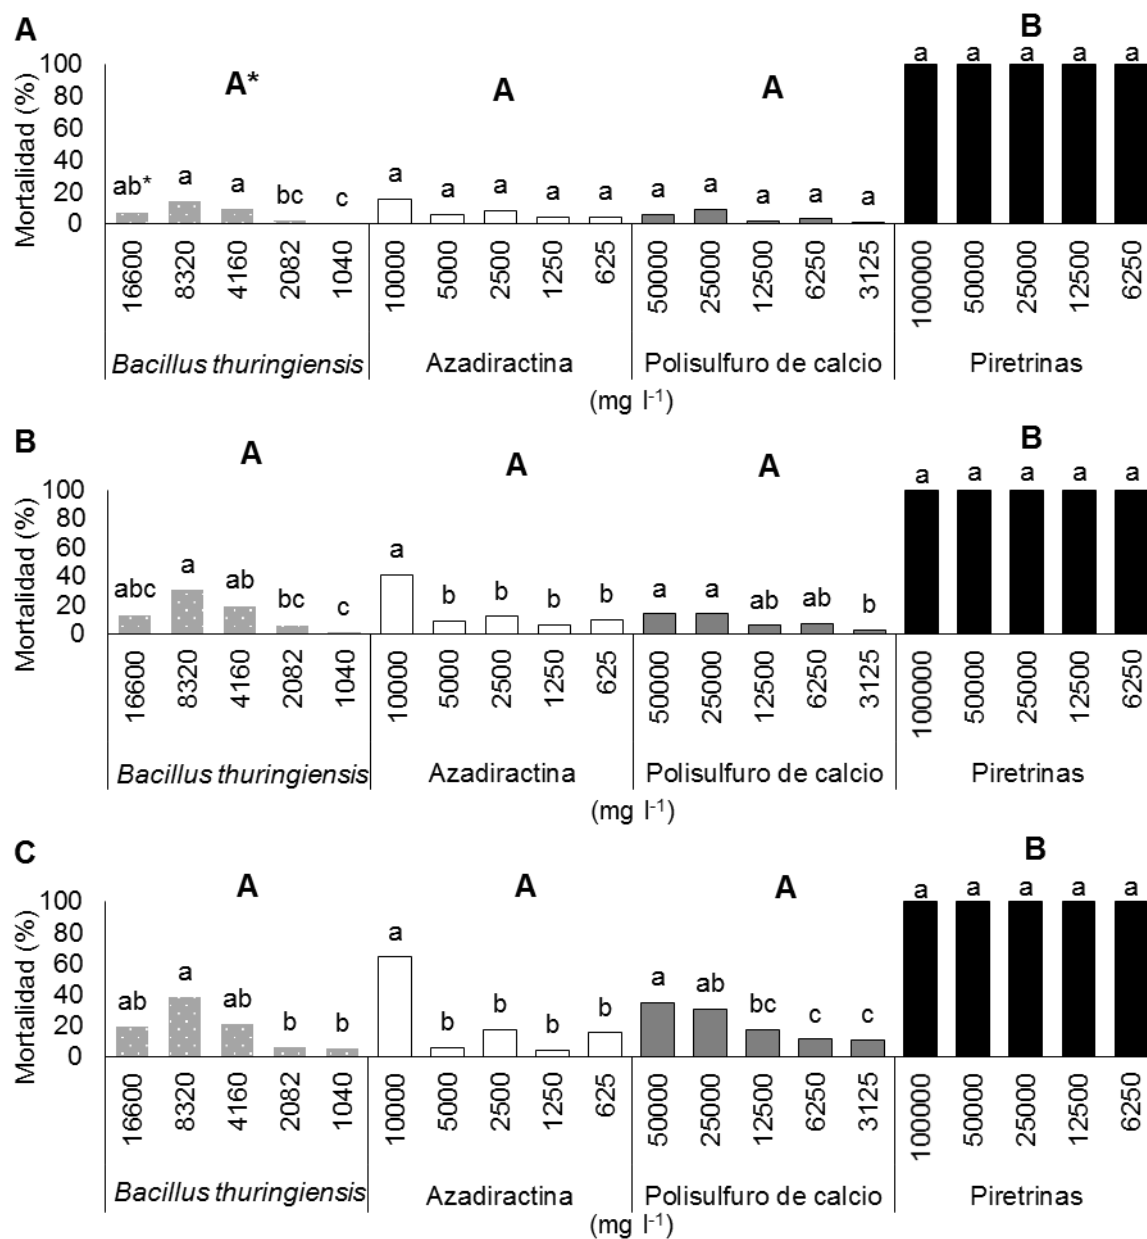 A
B
A*
A
A
a a a a a
100
80
60
40
20
0
Mortalidad (%)
ab* a a bc c
a a a a a
a a a a a
16600 8320 4160 2082 1040
10000 5000 2500 1250 625
50000 25000 12500 6250 3125
100000 50000 25000 12500 6250
Bacillus thuringiensis Azadiractina Polisulfuro de calcio Piretrinas
(mg l-1)
B
B
A
A
A
a a a a a
100
80
60
40
20
0
Mortalidad (%)
abc a ab bc c
a b b b b
a a ab ab b
16600 8320 4160 2082 1040
10000 5000 2500 1250 625
50000 25000 12500 6250 3125
100000 50000 25000 12500 6250
Bacillus thuringiensis Azadiractina Polisulfuro de calcio Piretrinas
(mg l-1)
C
B
A
A
A
a a a a a
100
80
60
40
20
0
Mortalidad (%)
ab a ab b b
a b b b b
a ab bc c c
16600 8320 4160 2082 1040
10000 5000 2500 1250 625
50000 25000 12500 6250 3125
100000 50000 25000 12500 6250
Bacillus thuringiensis Azadiractina Polisulfuro de calcio Piretrinas
(mg l-1)